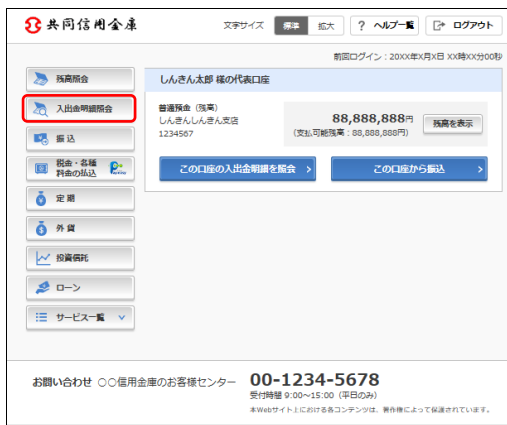 共同信用金庫
文字サイズ 標準 拡大 ? ヘルプ一覧 ログアウト
前回ログイン：20XX年X月X日 XX時XX分00秒
残高照会
入出金明細照会
振込
税金・各種
料金の払込
定期
外貨
投資信託
ローン
サービス一覧
しんきん太郎 様の代表口座
普通預金（残高）
しんきんしんきん支店
1234567
88,888,888円
（支払可能残高：88,888,888円）
残高を表示
この口座の入出金明細を照会
この口座から振込
お問い合わせ 〇〇信用金庫のお客様センター
00-1234-5678
受付時間 9:00～15:00（平日のみ）
本Webサイト上における各コンテンツは、著作権によって保護されています。